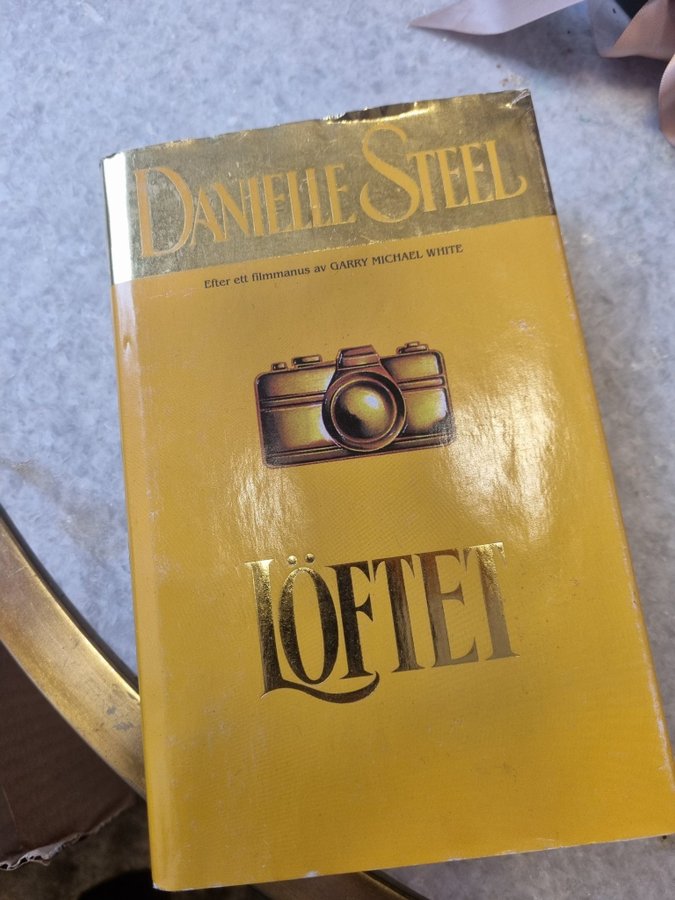 DANIELLE STEEL
Efter ett filmmanus av GARRY MICHAEL WHITE
LÖFTET